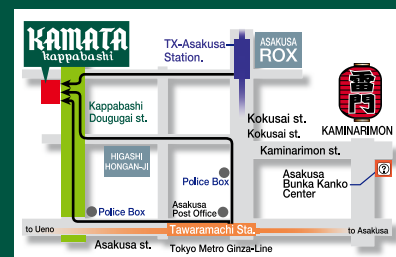 KAMATA
kappabashi
TX-Asakusa
Station.
ASAKUSA
ROX
雷門
KAMINARIMON
Kappabashi
Dougugai st.
Kokusai st.
Kokusai st.
Kaminarimon st.
HIGASHI
HONGAN-JI
Police Box
Asakusa
Bunka Kanko
Center
?
Police Box
Asakusa
Post Office
to Ueno
Tawaramachi Sta.
to Asakusa
Asakusa st.
Tokyo Metro Ginza-Line